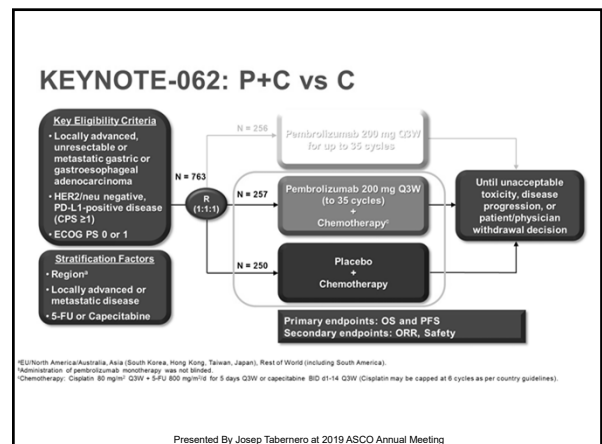 KEYNOTE-062: P+C vs C
Key Eligibility Criteria
• Locally advanced,
unresectable or
metastatic gastric or
gastroesophageal
adenocarcinoma
• HER2/neu negative,
PD-L1-positive disease
(CPS ≥1)
• ECOG PS 0 or 1
Stratification Factors
• Regionᵃ
• Locally advanced or
metastatic disease
• 5-FU or Capecitabine
N = 763
R
(1:1:1)
N = 256
Pembrolizumab 200 mg Q3W
for up to 35 cycles
N = 257
Pembrolizumab 200 mg Q3W
(to 35 cycles)
+
Chemotherapyᶜ
N = 250
Placebo
+
Chemotherapy
Until unacceptable
toxicity, disease
progression, or
patient/physician
withdrawal decision
Primary endpoints: OS and PFS
Secondary endpoints: ORR, Safety
ᵃEU/North America/Australia, Asia (South Korea, Hong Kong, Taiwan, Japan), Rest of World (including South America).
ᵇAdministration of pembrolizumab monotherapy was not blinded.
ᶜChemotherapy: Cisplatin 80 mg/m² Q3W + 5-FU 800 mg/m²/d for 5 days Q3W or capecitabine BID d1-14 Q3W (Cisplatin may be capped at 6 cycles as per country guidelines).
Presented By Josep Tabernero at 2019 ASCO Annual Meeting